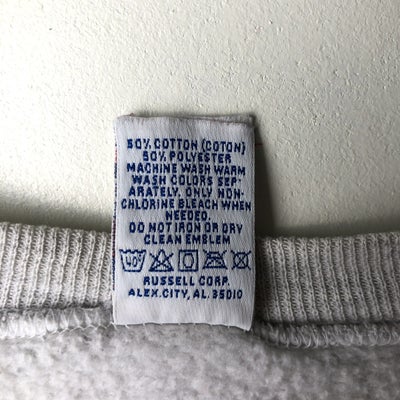 50% COTTON (COTON)
50% POLYESTER
MACHINE WASH WARM
WASH COLORS SEP-
ARATELY. ONLY NON-
CHLORINE BLEACH WHEN
NEEDED.
DO NOT IRON OR DRY
CLEAN EMBLEM
40°
RUSSELL CORP.
ALEX.CITY, AL. 35010